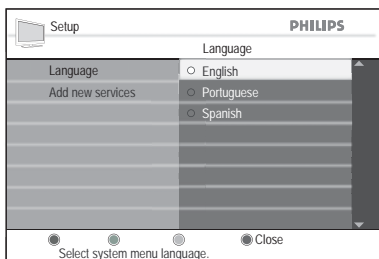 Setup
PHILIPS
Language
Language
English
Add new services
Portuguese
Spanish
Close
Select system menu language.